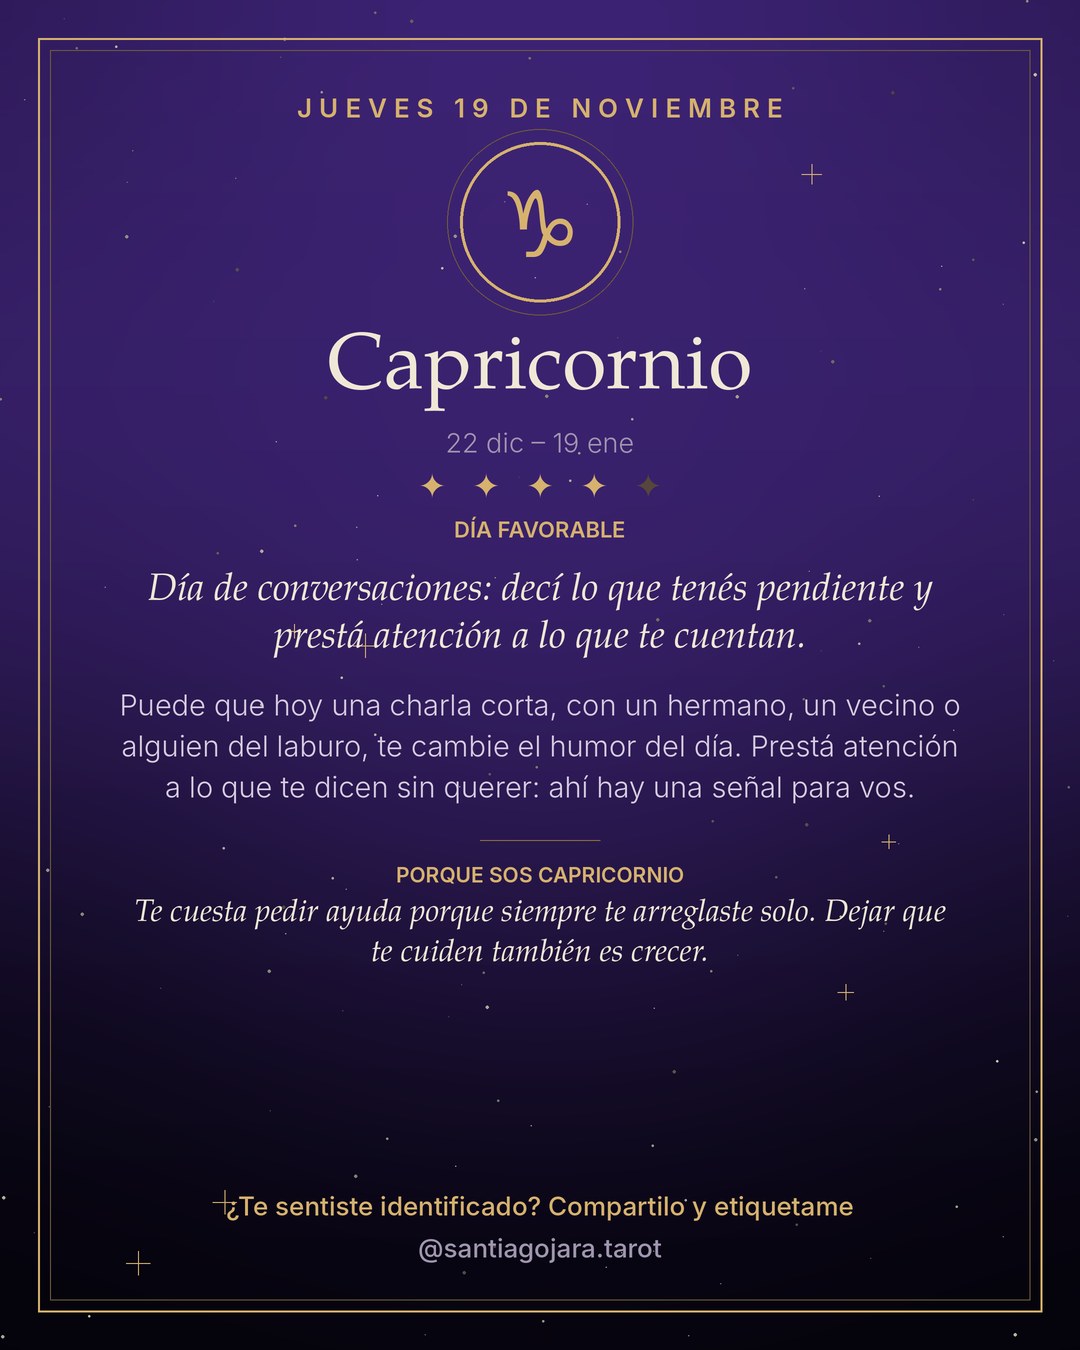 JUEVES 19 DE NOVIEMBRE
♑
Capricornio
22 dic – 19 ene
DÍA FAVORABLE
Día de conversaciones: decí lo que tenés pendiente y
prestá atención a lo que te cuentan.
Puede que hoy una charla corta, con un hermano, un vecino o
alguien del laburo, te cambie el humor del día. Prestá atención
a lo que te dicen sin querer: ahí hay una señal para vos.
PORQUE SOS CAPRICORNIO
Te cuesta pedir ayuda porque siempre te arreglaste solo. Dejar que
te cuiden también es crecer.
¿Te sentiste identificado? Compartilo y etiquetame
@santiagojara.tarot